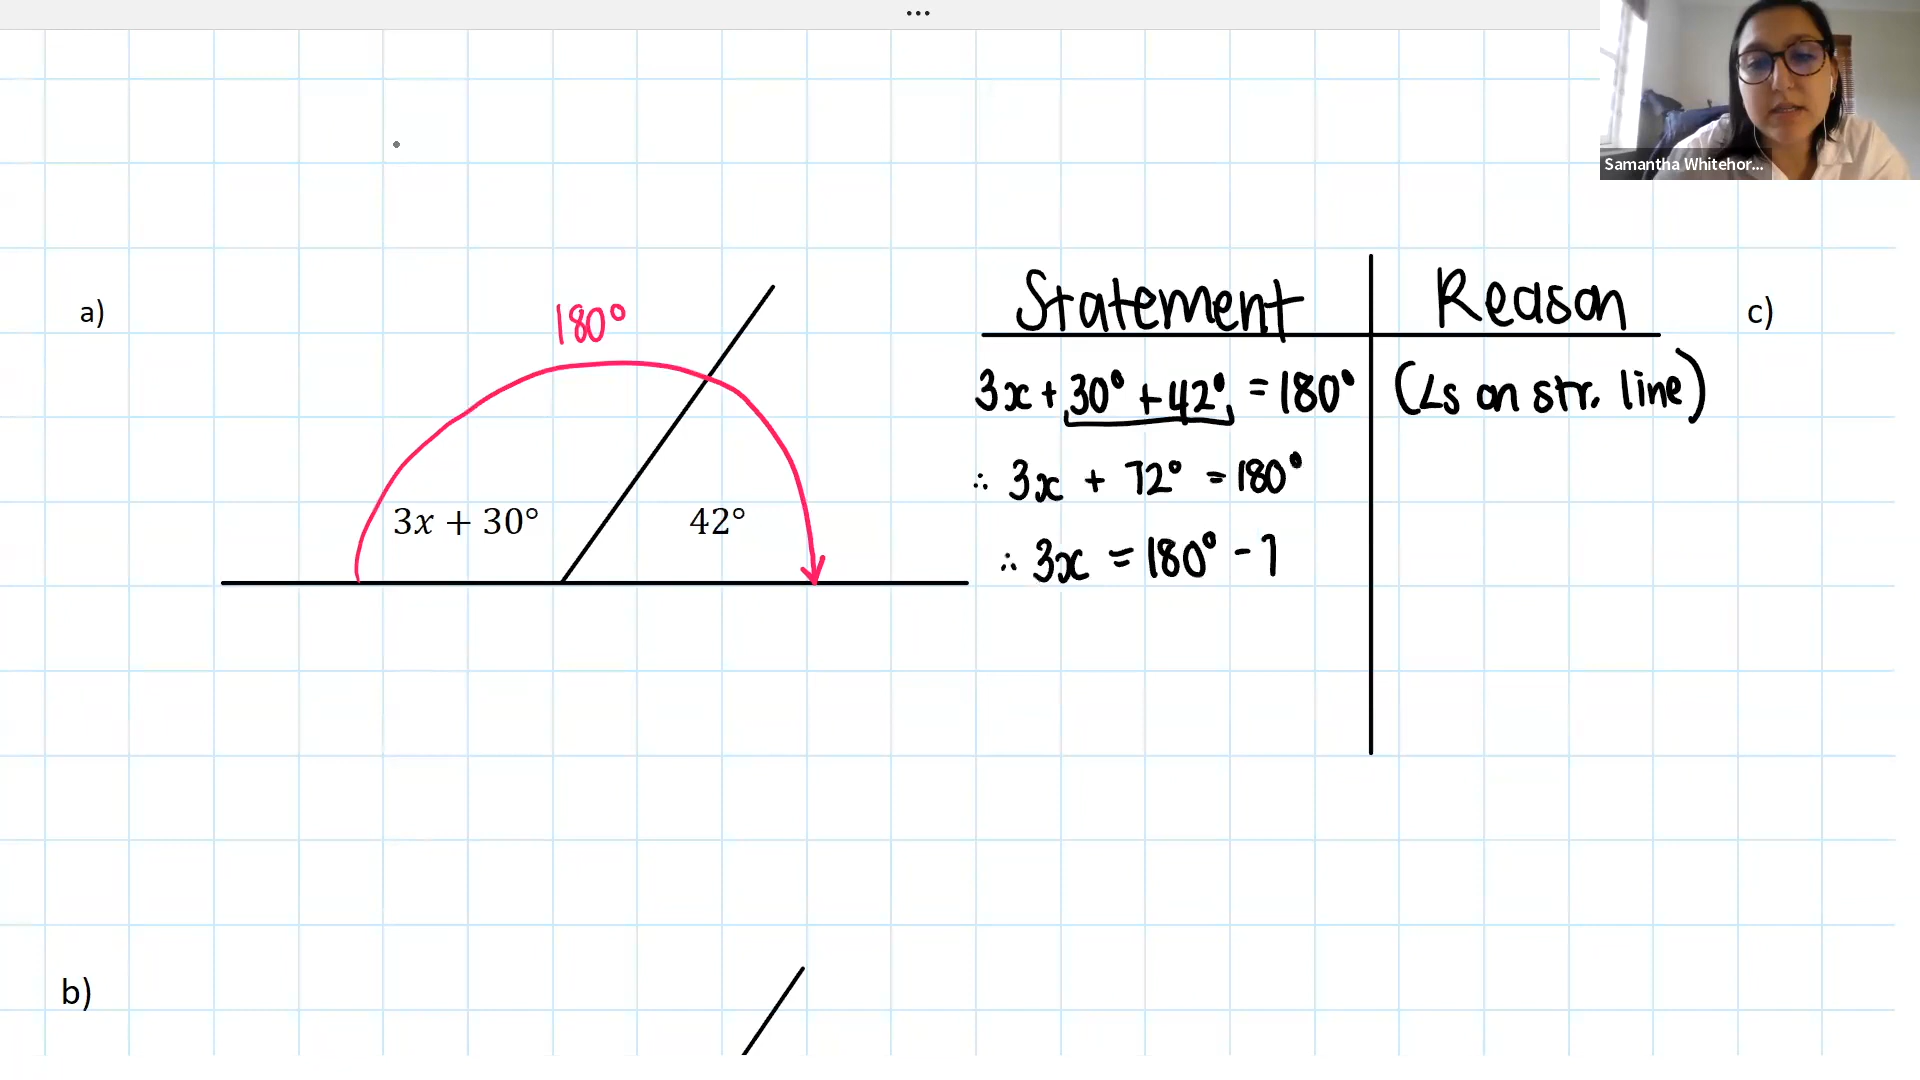 ...
Samantha Whitehor...
a)
180°
3x + 30°
42°
Statement
Reason
3x + 30° + 42° = 180°
(∠s on str. line)
∴ 3x + 72° = 180°
∴ 3x = 180° - 7
c)
b)